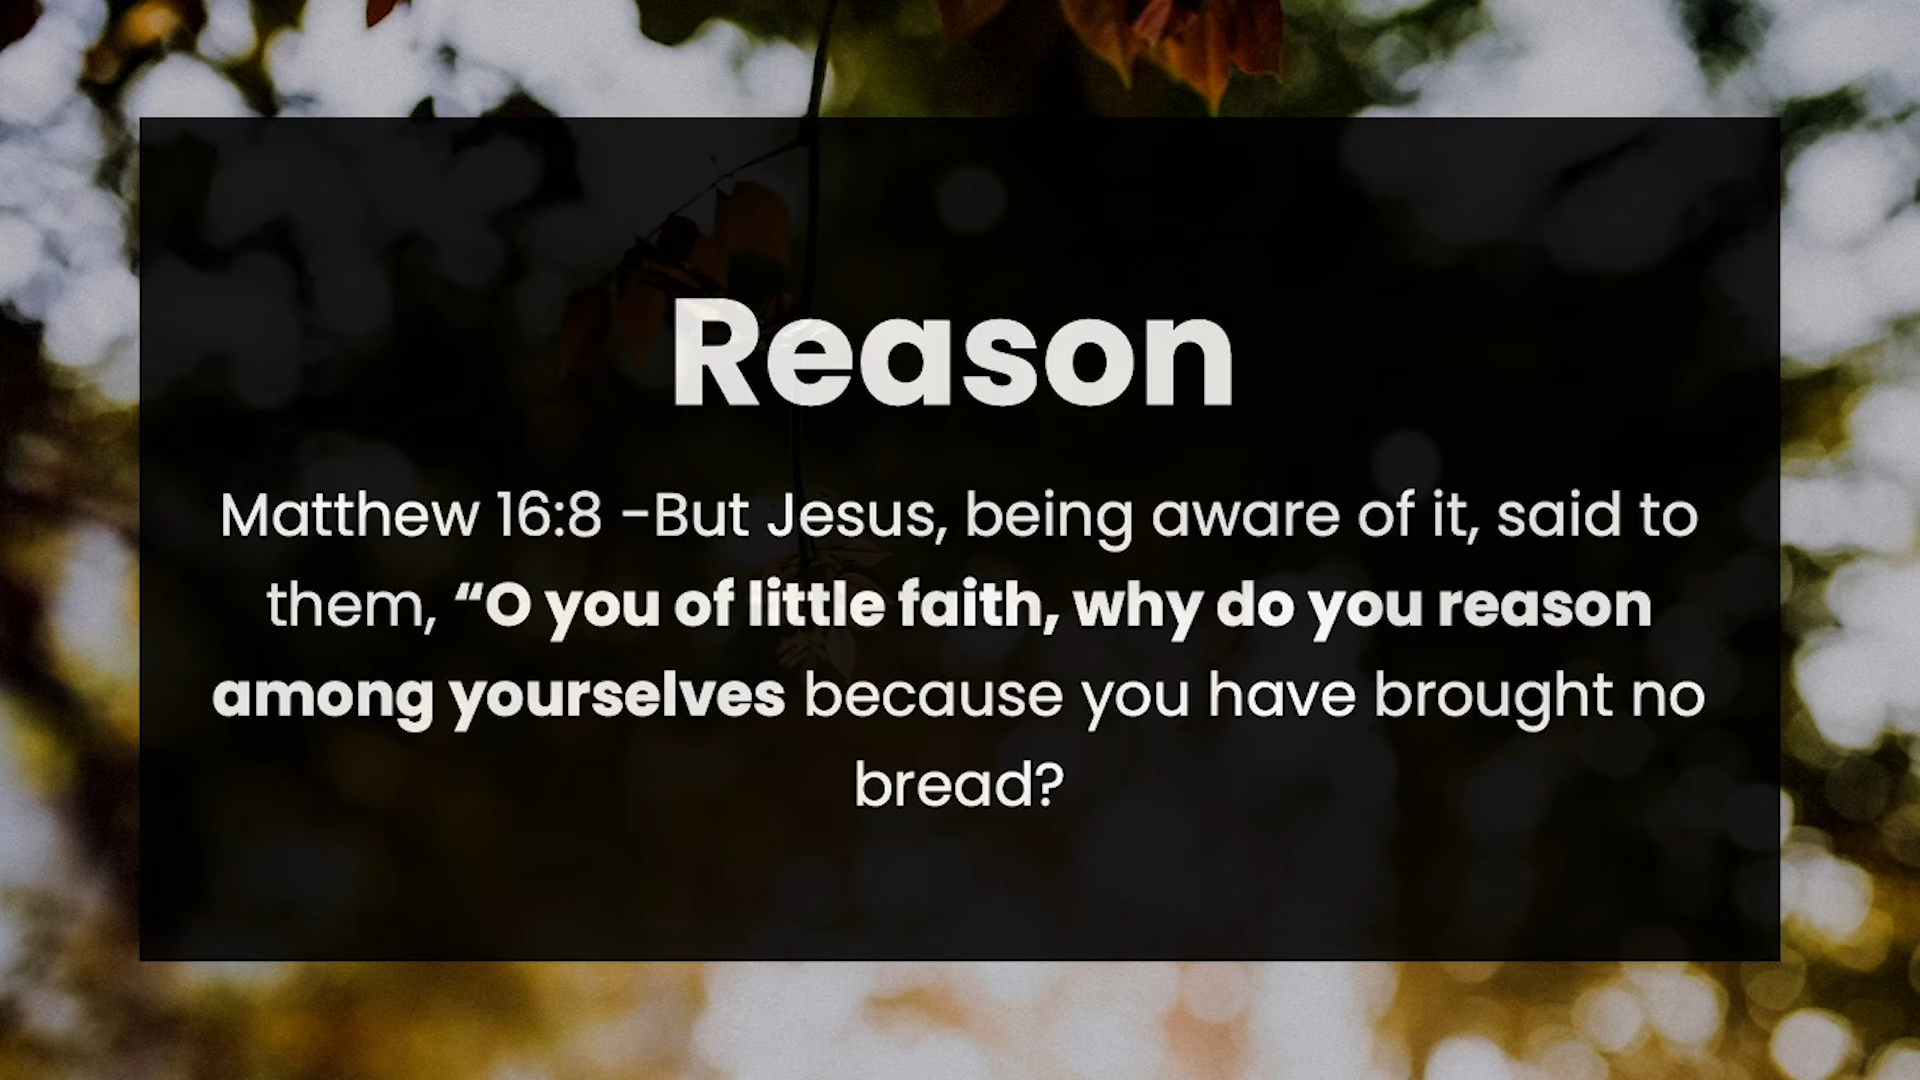 Reason
Matthew 16:8 -But Jesus, being aware of it, said to
them, “O you of little faith, why do you reason
among yourselves because you have brought no
bread?